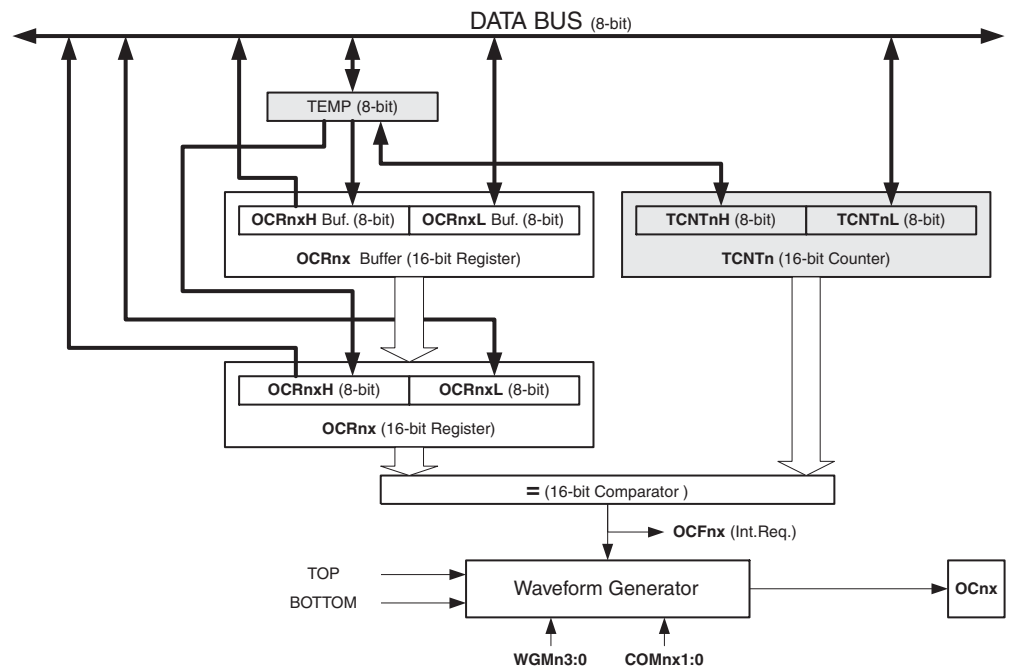 DATA BUS (8-bit)
TEMP (8-bit)
OCRnxH Buf. (8-bit)
OCRnxL Buf. (8-bit)
OCRnx Buffer (16-bit Register)
TCNTnH (8-bit)
TCNTnL (8-bit)
TCNTn (16-bit Counter)
OCRnxH (8-bit)
OCRnxL (8-bit)
OCRnx (16-bit Register)
= (16-bit Comparator )
OCFnx (Int.Req.)
TOP
BOTTOM
Waveform Generator
OCnx
WGMn3:0
COMnx1:0